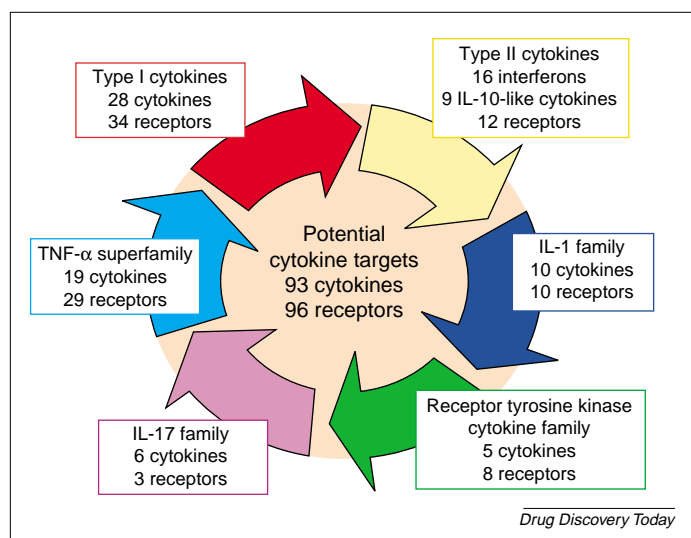 Type I cytokines
28 cytokines
34 receptors
Type II cytokines
16 interferons
9 IL-10-like cytokines
12 receptors
Potential
cytokine targets
93 cytokines
96 receptors
TNF-α superfamily
19 cytokines
29 receptors
IL-1 family
10 cytokines
10 receptors
IL-17 family
6 cytokines
3 receptors
Receptor tyrosine kinase
cytokine family
5 cytokines
8 receptors
Drug Discovery Today